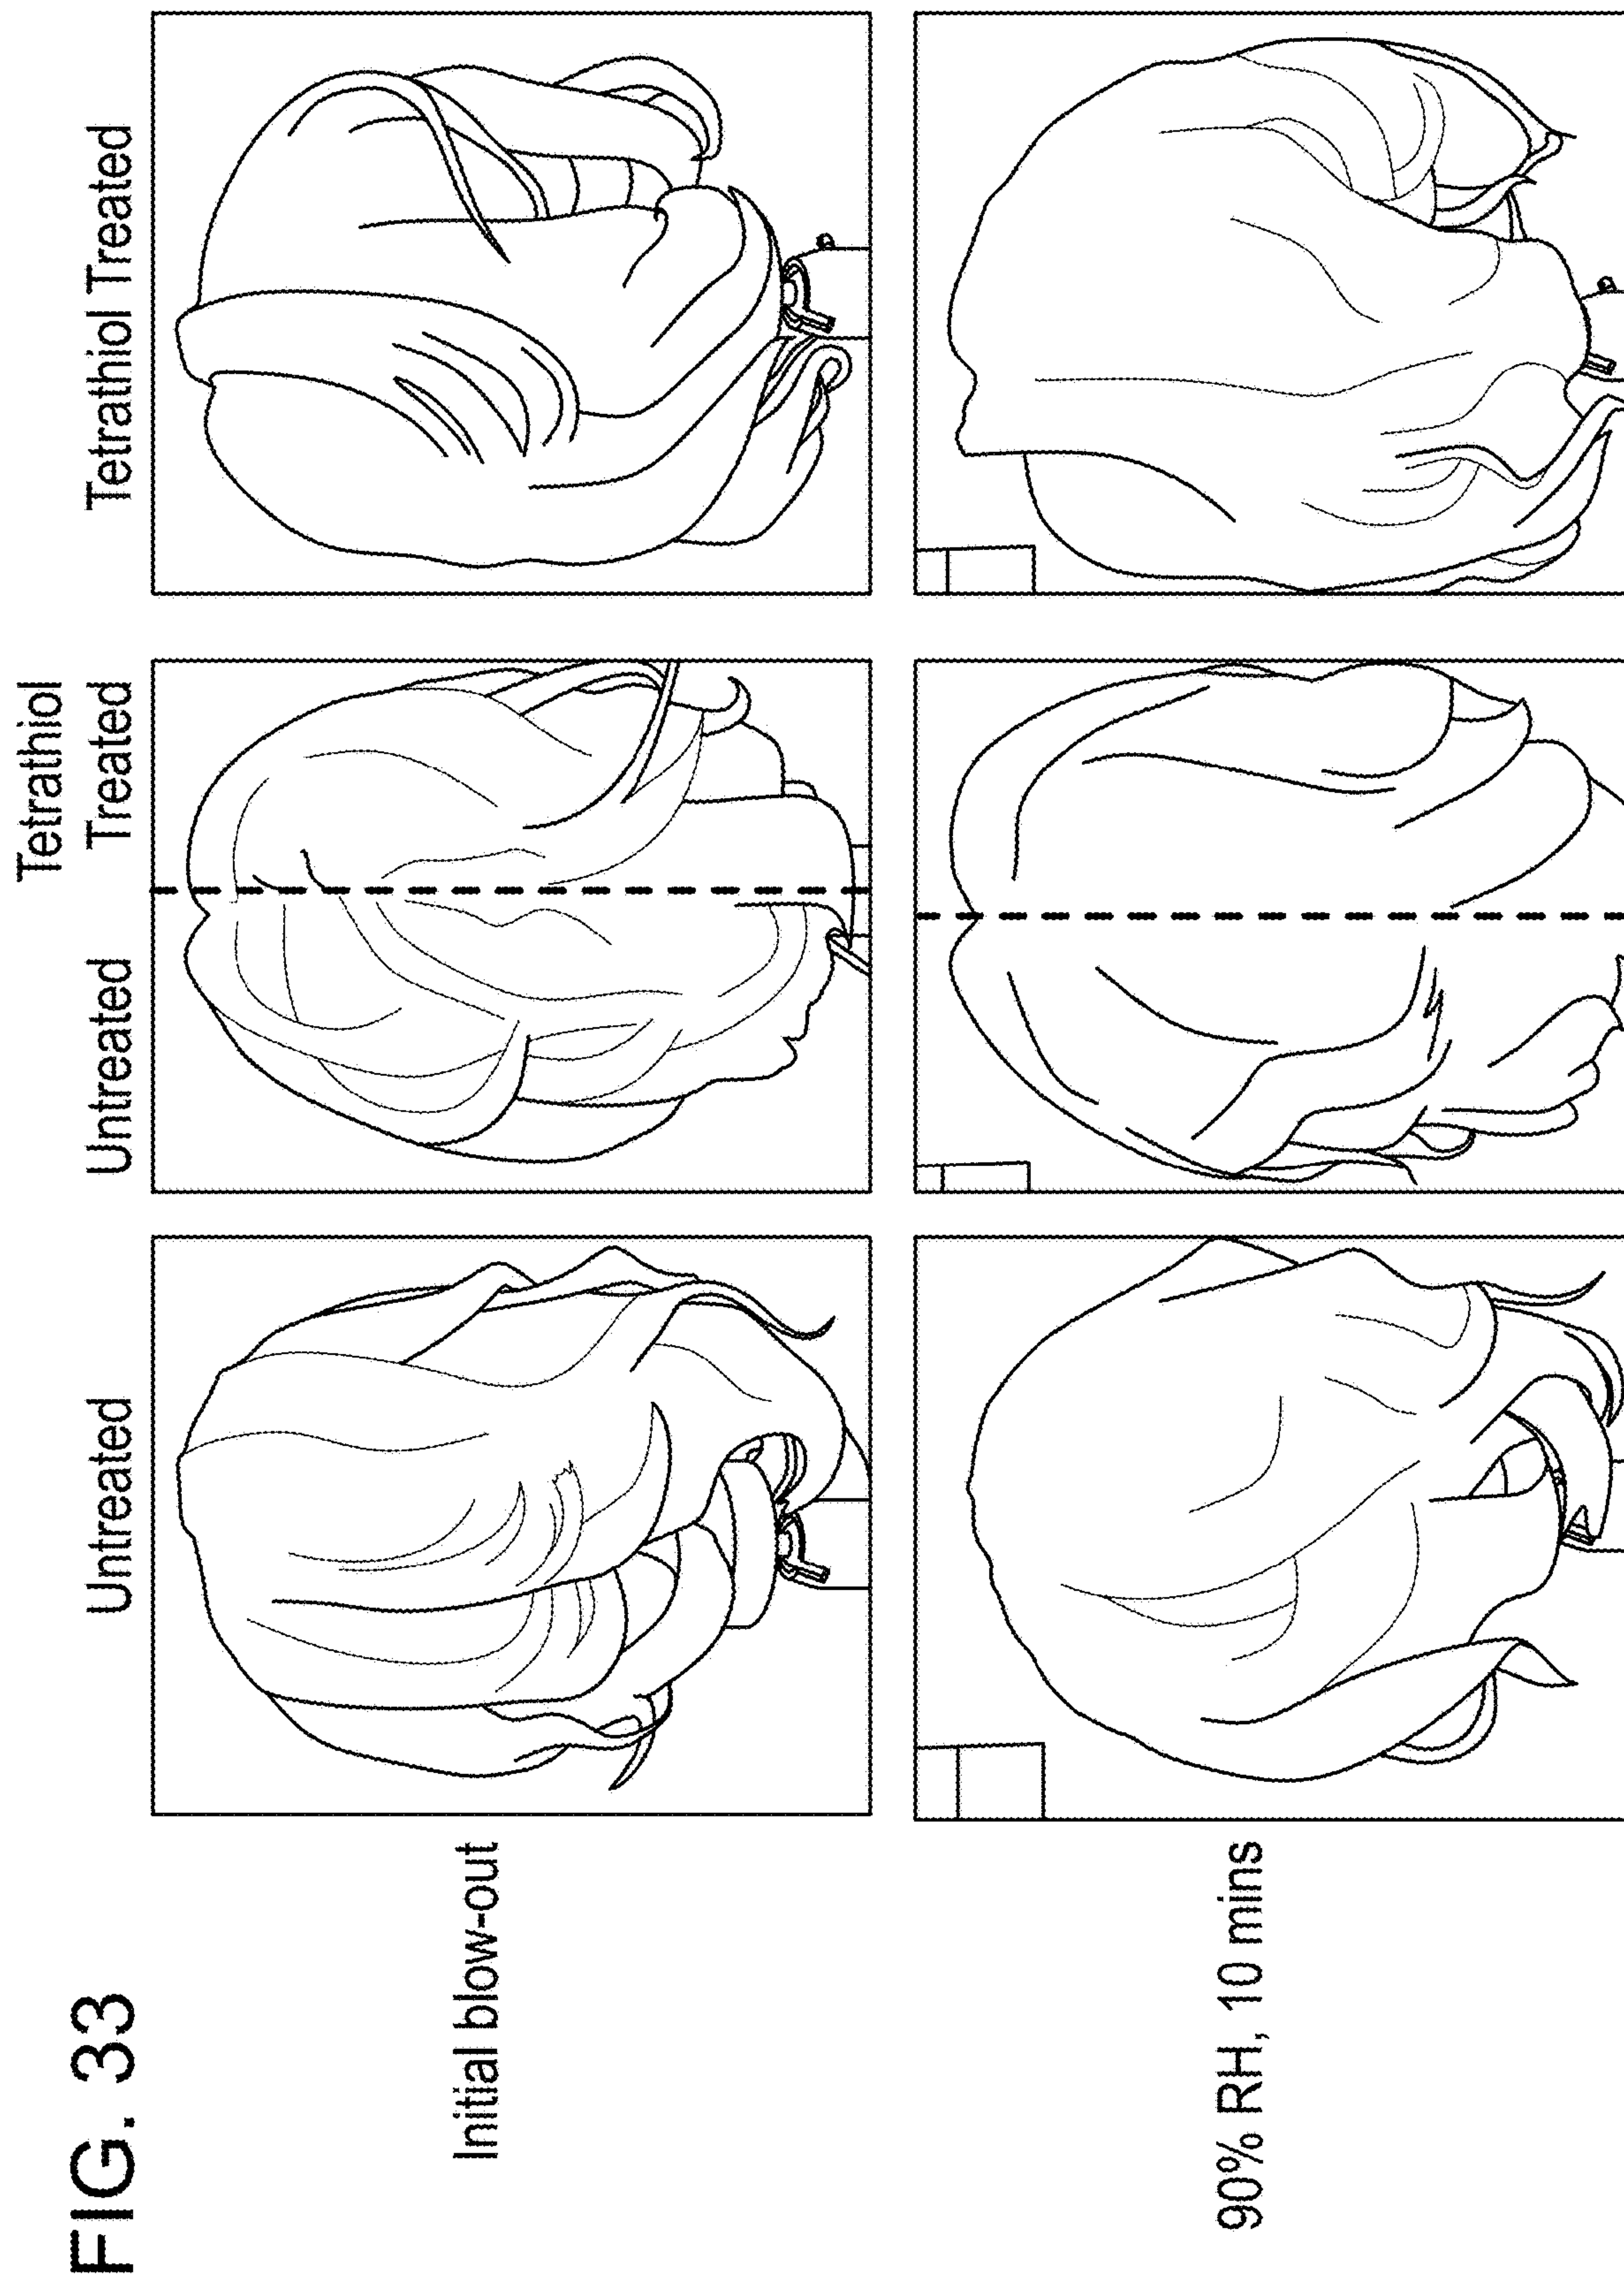 FIG. 33
Untreated
Untreated
Tetrathiol
Treated
Tetrathiol Treated
Initial blow-out
90% RH, 10 mins